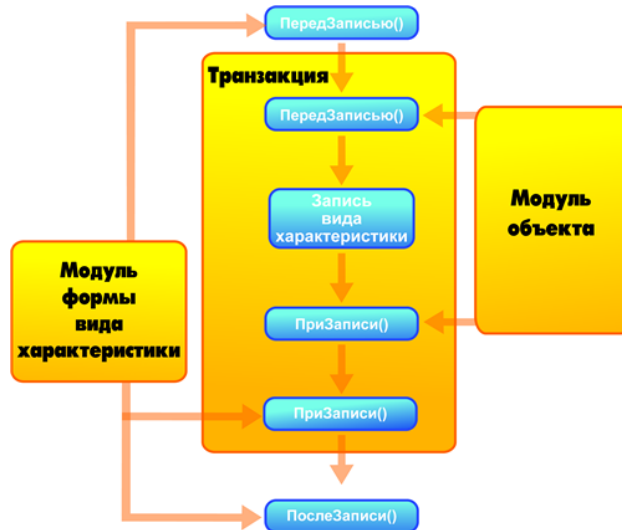 ПередЗаписью()
Транзакция
ПередЗаписью()
Запись
вида
характеристики
Модуль
объекта
Модуль
формы
вида
характеристики
ПриЗаписи()
ПриЗаписи()
ПослеЗаписи()